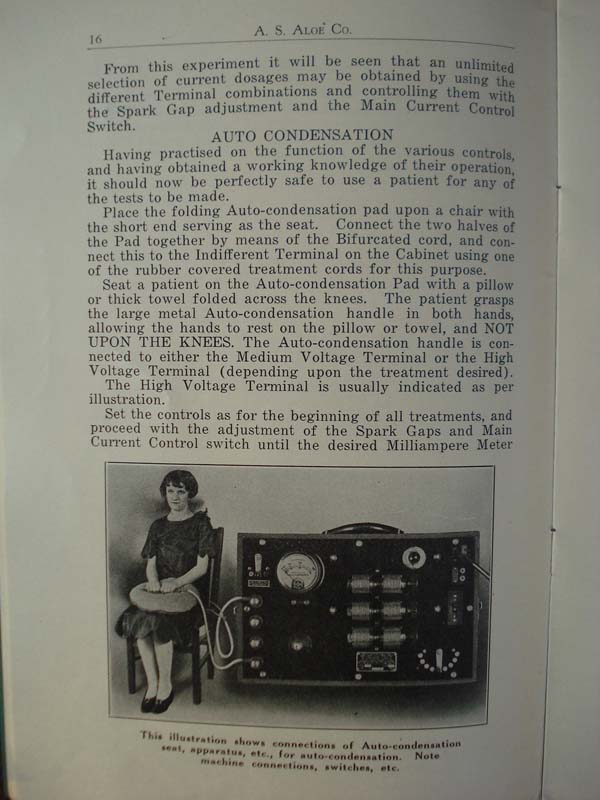 16
A. S. Aloe Co.
From this experiment it will be seen that an unlimited
selection of current dosages may be obtained by using the
different Terminal combinations and controlling them with
the Spark Gap adjustment and the Main Current Control
Switch.
AUTO CONDENSATION
Having practised on the function of the various controls,
and having obtained a working knowledge of their operation,
it should now be perfectly safe to use a patient for any of
the tests to be made.
Place the folding Auto-condensation pad upon a chair with
the short end serving as the seat. Connect the two halves of
the Pad together by means of the Bifurcated cord, and con-
nect this to the Indifferent Terminal on the Cabinet using one
of the rubber covered treatment cords for this purpose.
Seat a patient on the Auto-condensation Pad with a pillow
or thick towel folded across the knees. The patient grasps
the large metal Auto-condensation handle in both hands,
allowing the hands to rest on the pillow or towel, and NOT
UPON THE KNEES. The Auto-condensation handle is con-
nected to either the Medium Voltage Terminal or the High
Voltage Terminal (depending upon the treatment desired).
The High Voltage Terminal is usually indicated as per
illustration.
Set the controls as for the beginning of all treatments, and
proceed with the adjustment of the Spark Gaps and Main
Current Control switch until the desired Milliampere Meter
This illustration shows connections of Auto-condensation
seat, apparatus, etc., for auto-condensation. Note
machine connections, switches, etc.